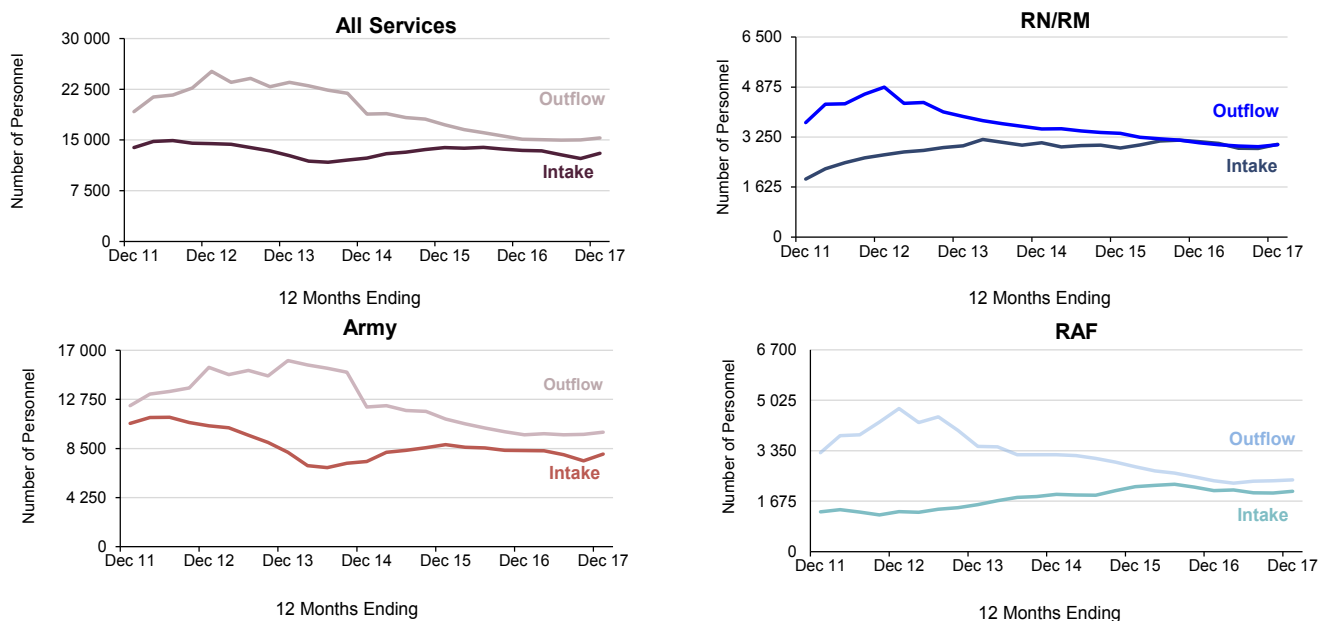 All Services
Number of Personnel
30 000
22 500
15 000
7 500
0
Outflow
Intake
Dec 11 Dec 12 Dec 13 Dec 14 Dec 15 Dec 16 Dec 17
12 Months Ending
RN/RM
Number of Personnel
6 500
4 875
3 250
1 625
0
Outflow
Intake
Dec 11 Dec 12 Dec 13 Dec 14 Dec 15 Dec 16 Dec 17
12 Months Ending
Army
Number of Personnel
17 000
12 750
8 500
4 250
0
Outflow
Intake
Dec 11 Dec 12 Dec 13 Dec 14 Dec 15 Dec 16 Dec 17
12 Months Ending
RAF
Number of Personnel
6 700
5 025
3 350
1 675
0
Outflow
Intake
Dec 11 Dec 12 Dec 13 Dec 14 Dec 15 Dec 16 Dec 17
12 Months Ending